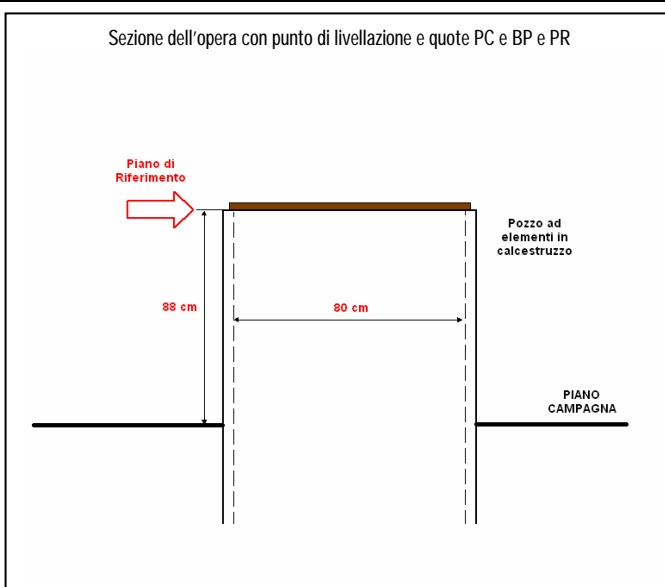 Sezione dell'opera con punto di livellazione e quote PC e BP e PR
Piano di
Riferimento
Pozzo ad
elementi in
calcestruzzo
88 cm
80 cm
PIANO
CAMPAGNA